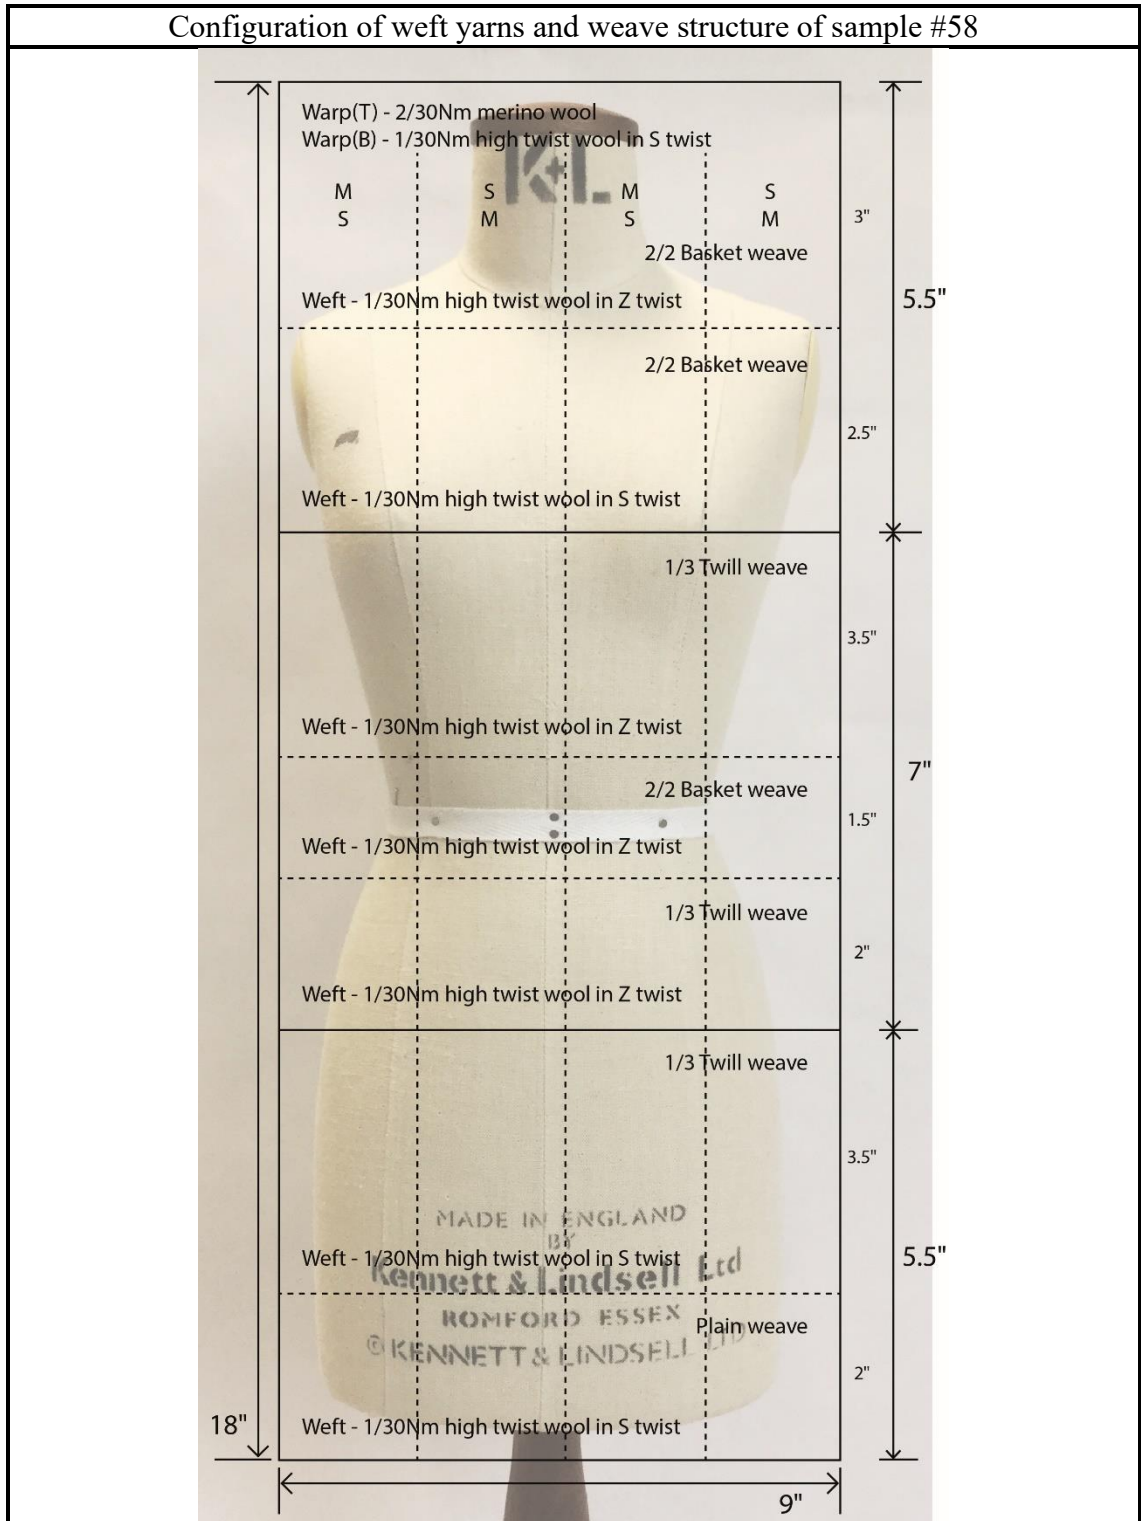 Configuration of weft yarns and weave structure of sample #58
Warp(T) - 2/30Nm merino wool
Warp(B) - 1/30Nm high twist wool in S twist
K+L
M S M S
S M S M
3"
2/2 Basket weave
Weft - 1/30Nm high twist wool in Z twist
5.5"
2/2 Basket weave
2.5"
Weft - 1/30Nm high twist wool in S twist
1/3 Twill weave
3.5"
Weft - 1/30Nm high twist wool in Z twist
7"
2/2 Basket weave
1.5"
Weft - 1/30Nm high twist wool in Z twist
1/3 Twill weave
2"
Weft - 1/30Nm high twist wool in Z twist
1/3 Twill weave
3.5"
MADE IN ENGLAND
BY
Weft - 1/30Nm high twist wool in S twist
5.5"
Kennett & Lindsell Ltd
ROMFORD ESSEX
Plain weave
© KENNETT & LINDSELL LTD
2"
Weft - 1/30Nm high twist wool in S twist
18"
9"